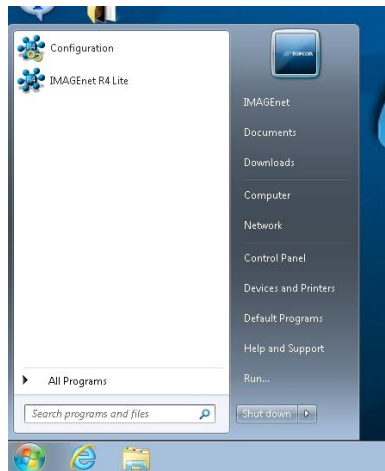 Configuration
IMAGEnet R4 Lite
All Programs
Search programs and files
TOPCON
IMAGEnet
Documents
Downloads
Computer
Network
Control Panel
Devices and Printers
Default Programs
Help and Support
Run...
Shut down